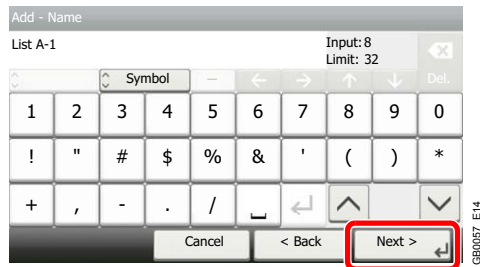 Add - Name
List A-1
Input: 8
Limit: 32
Symbol - ← → ↑ ↓ Del.
1 2 3 4 5 6 7 8 9 0
! " # $ % & ' ( ) *
+ , - . / _
Cancel < Back Next >
GB0057_E14